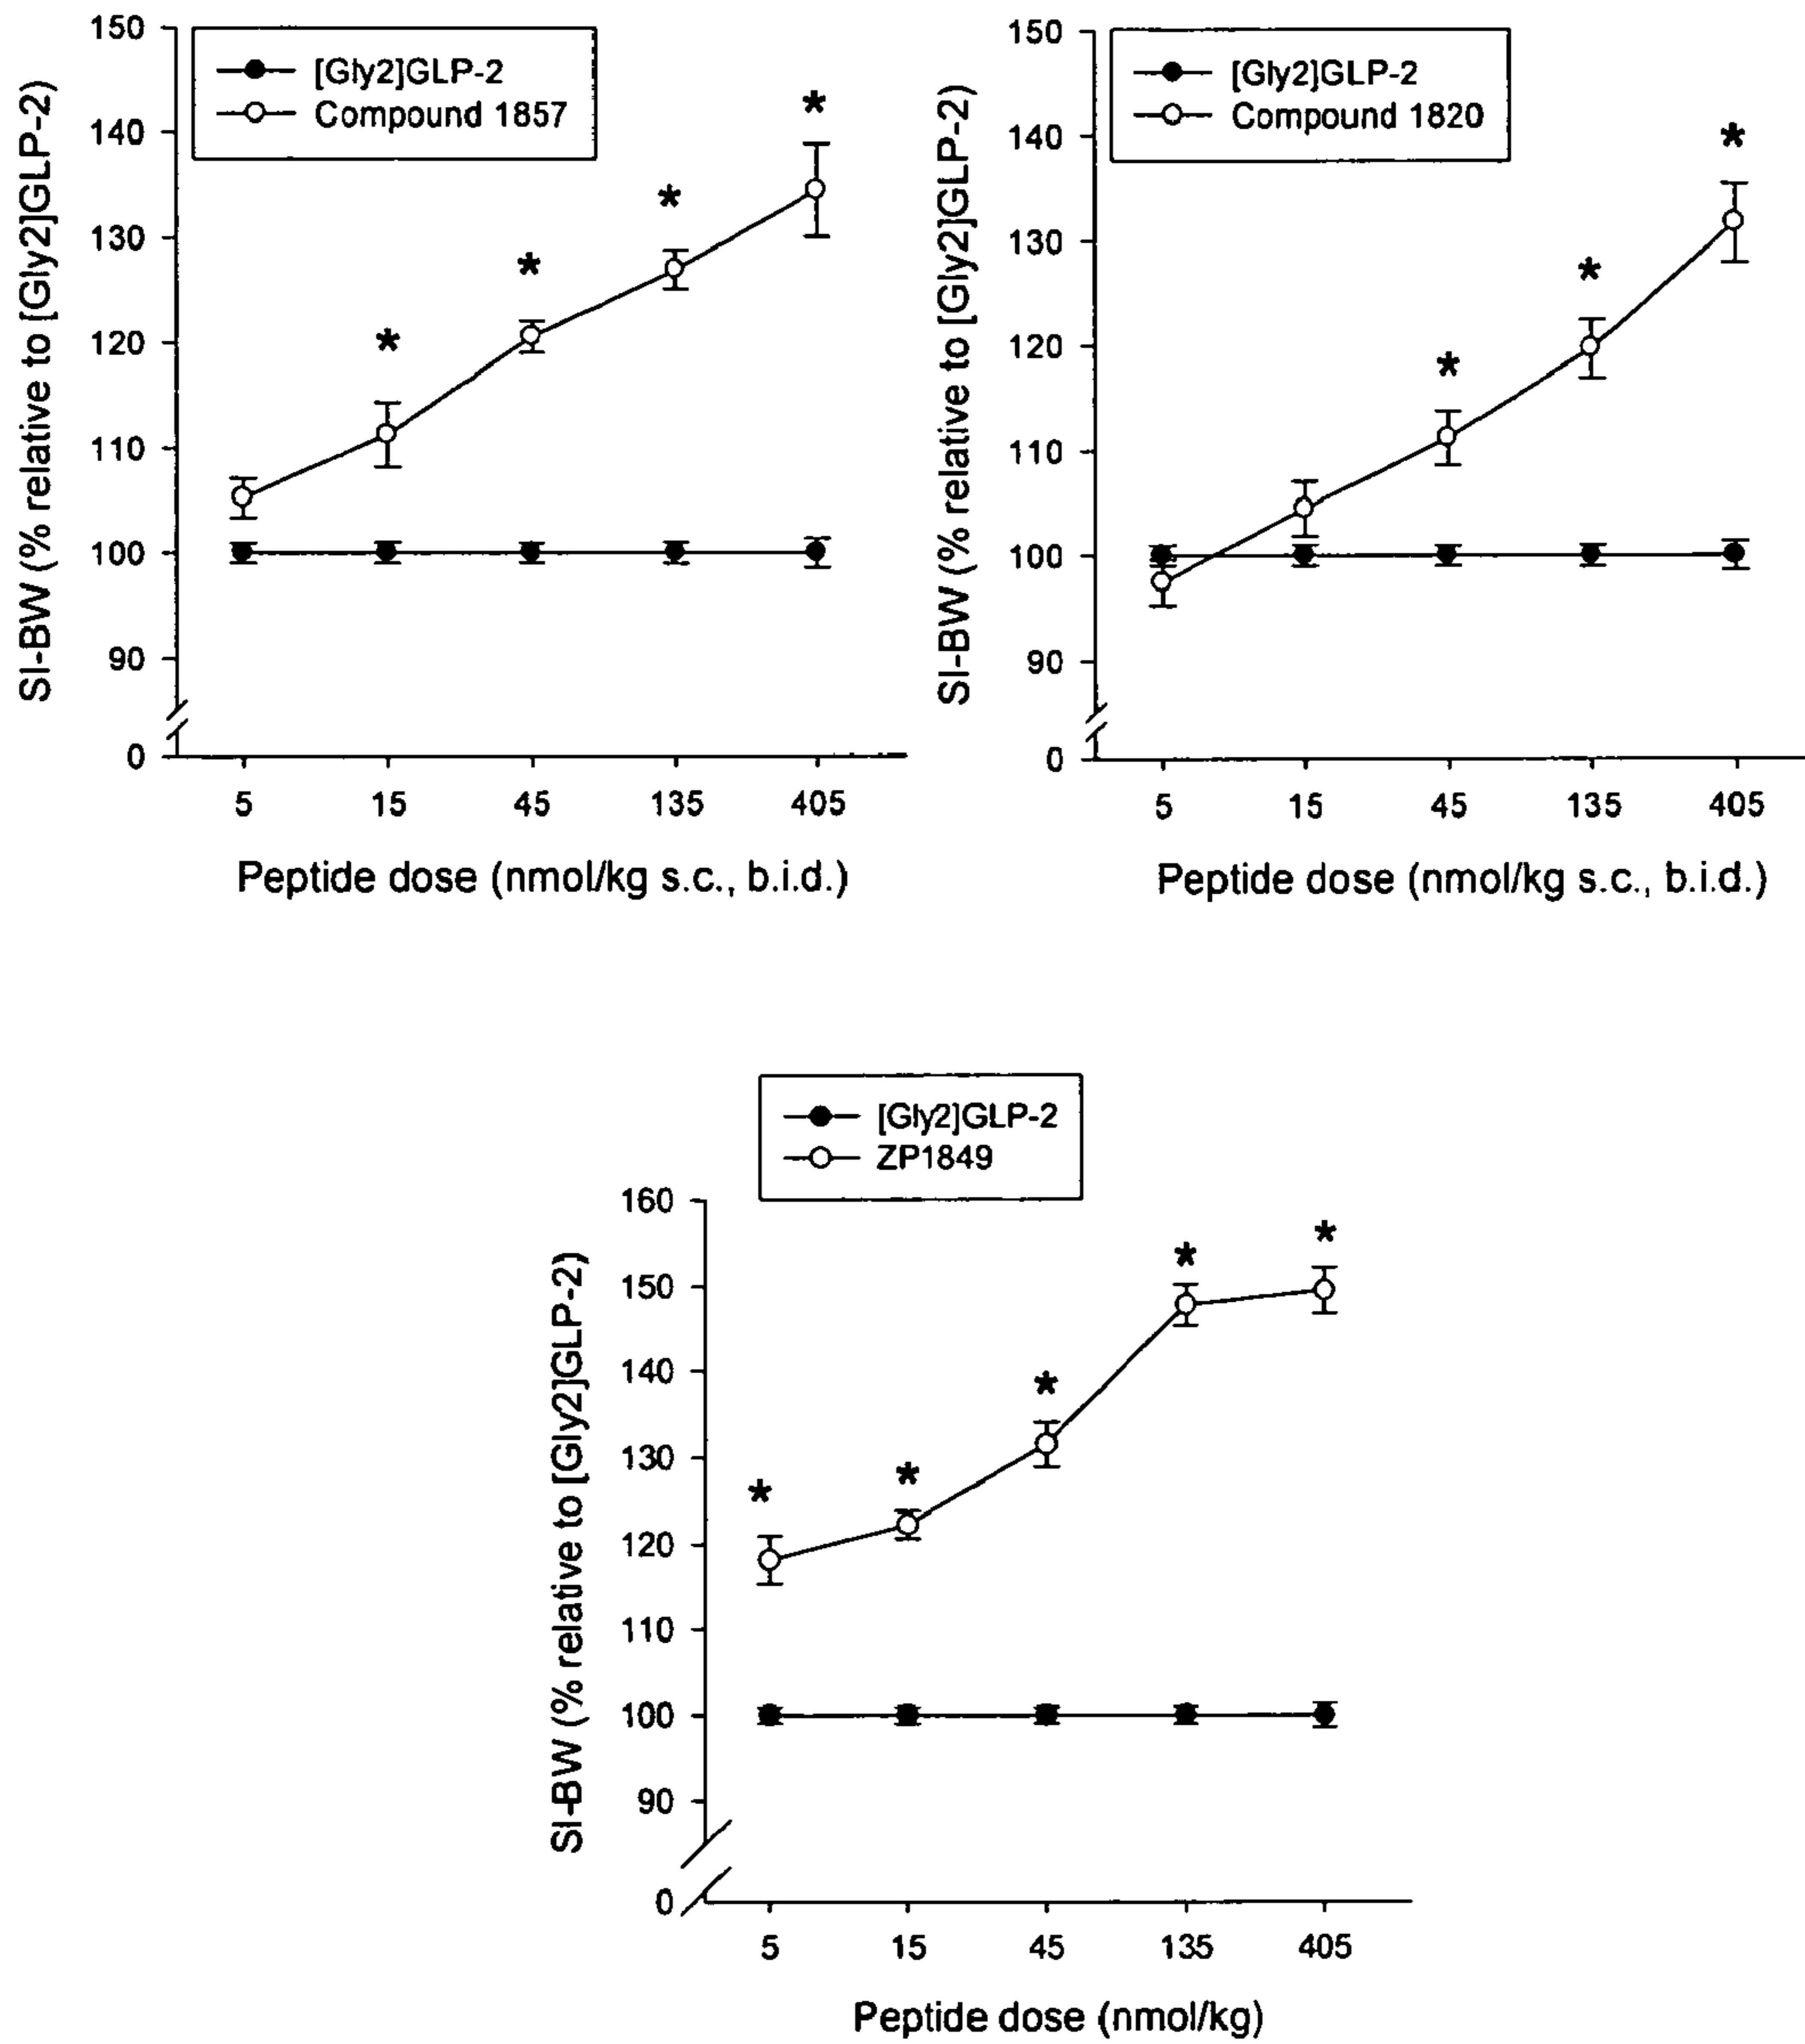 [Gly2]GLP-2
Compound 1857
SI-BW (% relative to [Gly2]GLP-2)
150
140
130
120
110
100
90
0
*
*
*
*
5 15 45 135 405
Peptide dose (nmol/kg s.c., b.i.d.)
[Gly2]GLP-2
Compound 1820
SI-BW (% relative to [Gly2]GLP-2)
150
140
130
120
110
100
90
0
*
*
*
5 15 45 135 405
Peptide dose (nmol/kg s.c., b.i.d.)
[Gly2]GLP-2
ZP1849
SI-BW (% relative to [Gly2]GLP-2)
160
150
140
130
120
110
100
90
0
*
*
*
*
*
5 15 45 135 405
Peptide dose (nmol/kg)